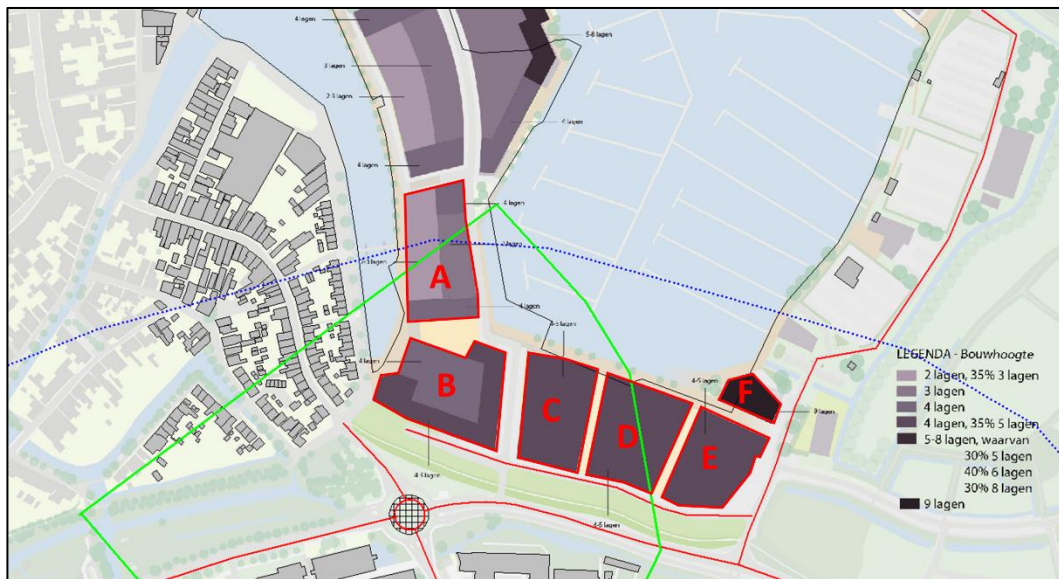 4 lagen
5-8 lagen
3 lagen
2-3 lagen
4 lagen
4 lagen
4 lagen
A
4 lagen
4-5 lagen
4 lagen
B
C
D
E
F
4-5 lagen
9 lagen
4-5 lagen
LEGENDA - Bouwhoogte
2 lagen, 35% 3 lagen
3 lagen
4 lagen
4 lagen, 35% 5 lagen
5-8 lagen, waarvan
30% 5 lagen
40% 6 lagen
30% 8 lagen
9 lagen